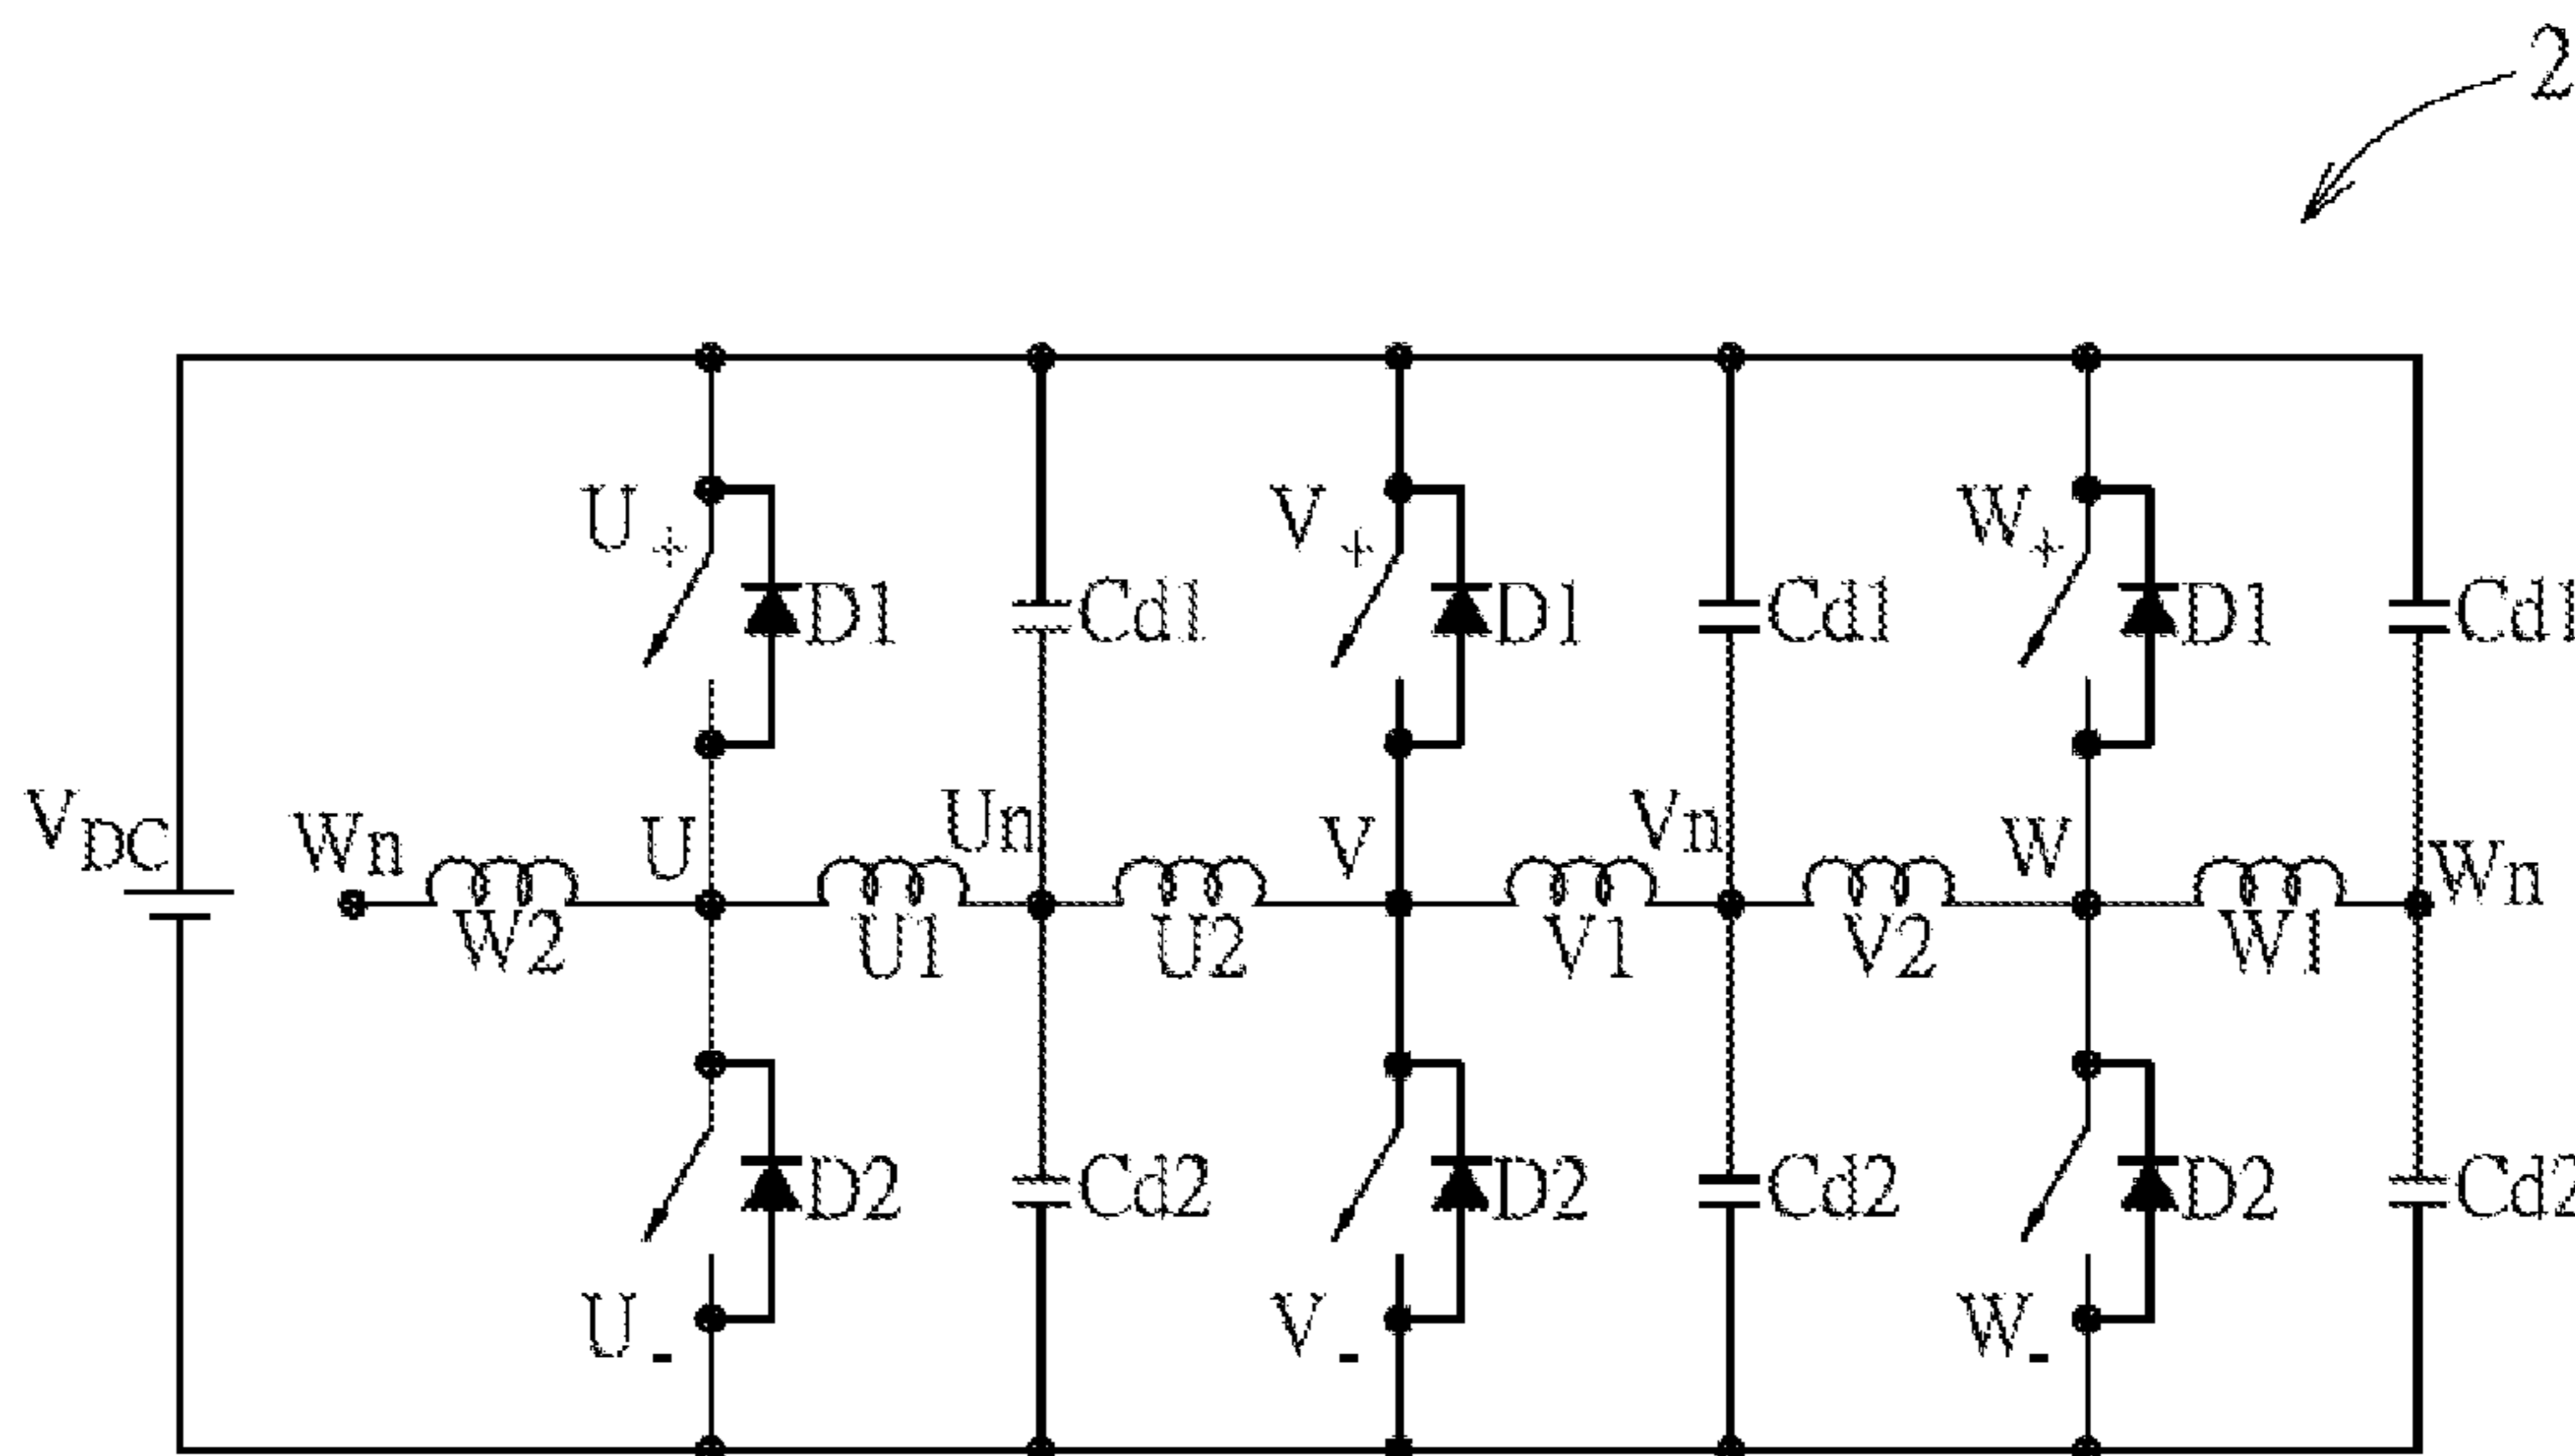 2
U+ V+ W+
D1 Cd1 D1 Cd1 D1 Cd1
VDC Wn U Un V Vn W Wn
W2 U1 U2 V1 V2 W1
D2 Cd2 D2 Cd2 D2 Cd2
U- V- W-